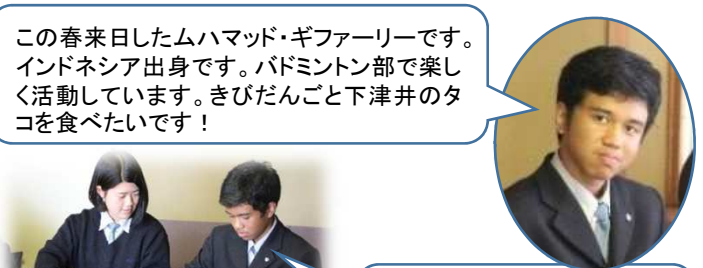 この春来日したムハマッド・ギファーリーです。
インドネシア出身です。バドミントン部で楽し
く活動しています。きびだんごと下津井のタ
コを食べたいです！